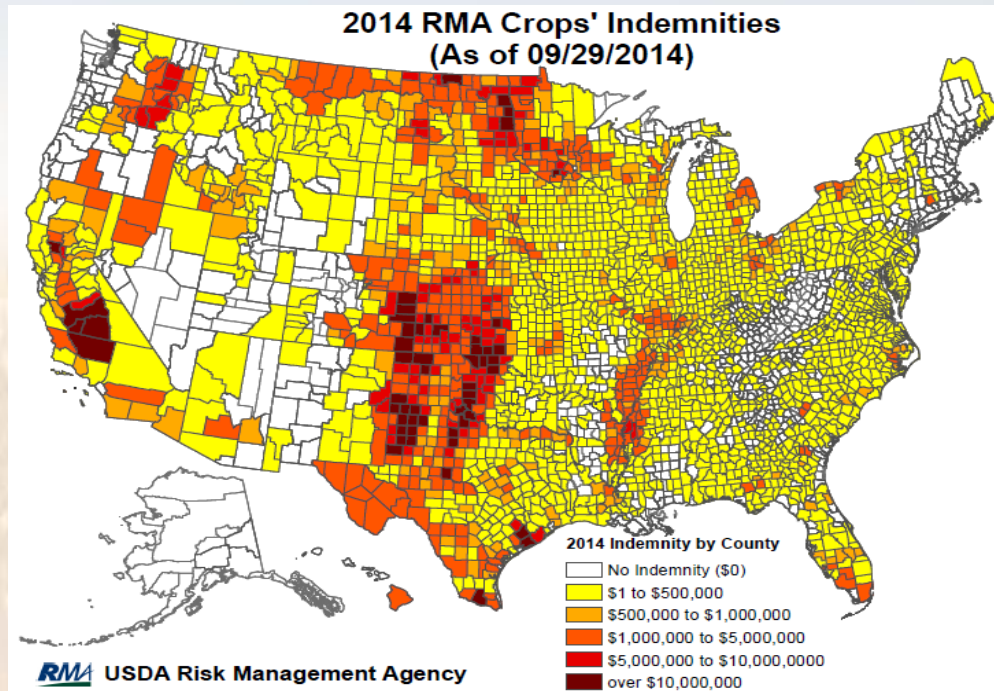 2014 RMA Crops' Indemnities
(As of 09/29/2014)
2014 Indemnity by County
No Indemnity ($0)
$1 to $500,000
$500,000 to $1,000,000
$1,000,000 to $5,000,000
$5,000,000 to $10,000,0000
over $10,000,000
RMA USDA Risk Management Agency